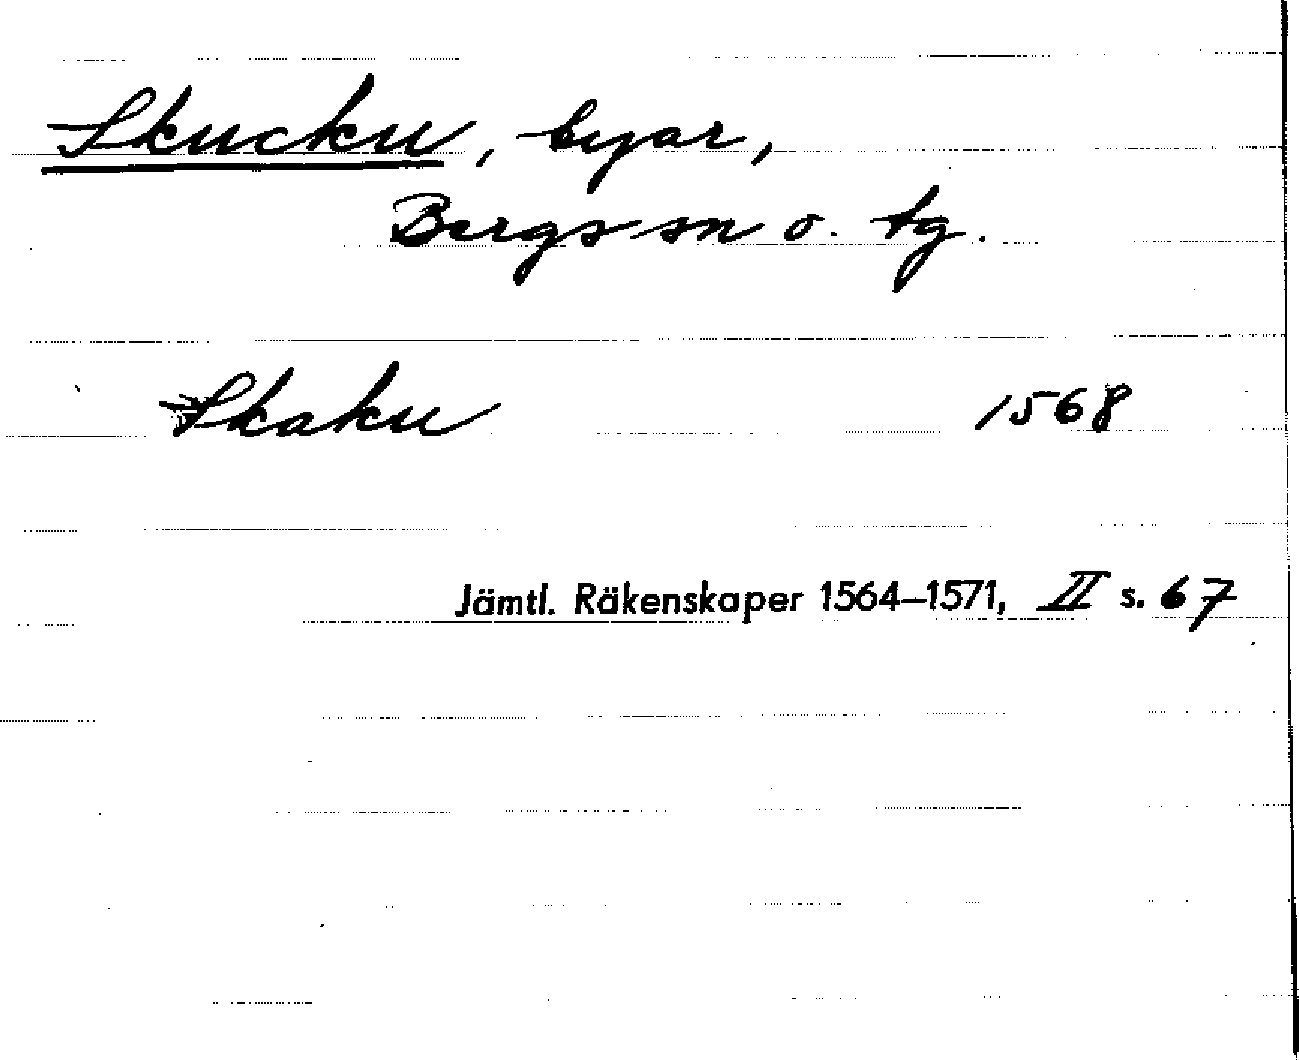 Skucku, byar,
Bergs sn o. tg.
Skaku 1568
Jämtl. Räkenskaper 1564–1571, II s. 67